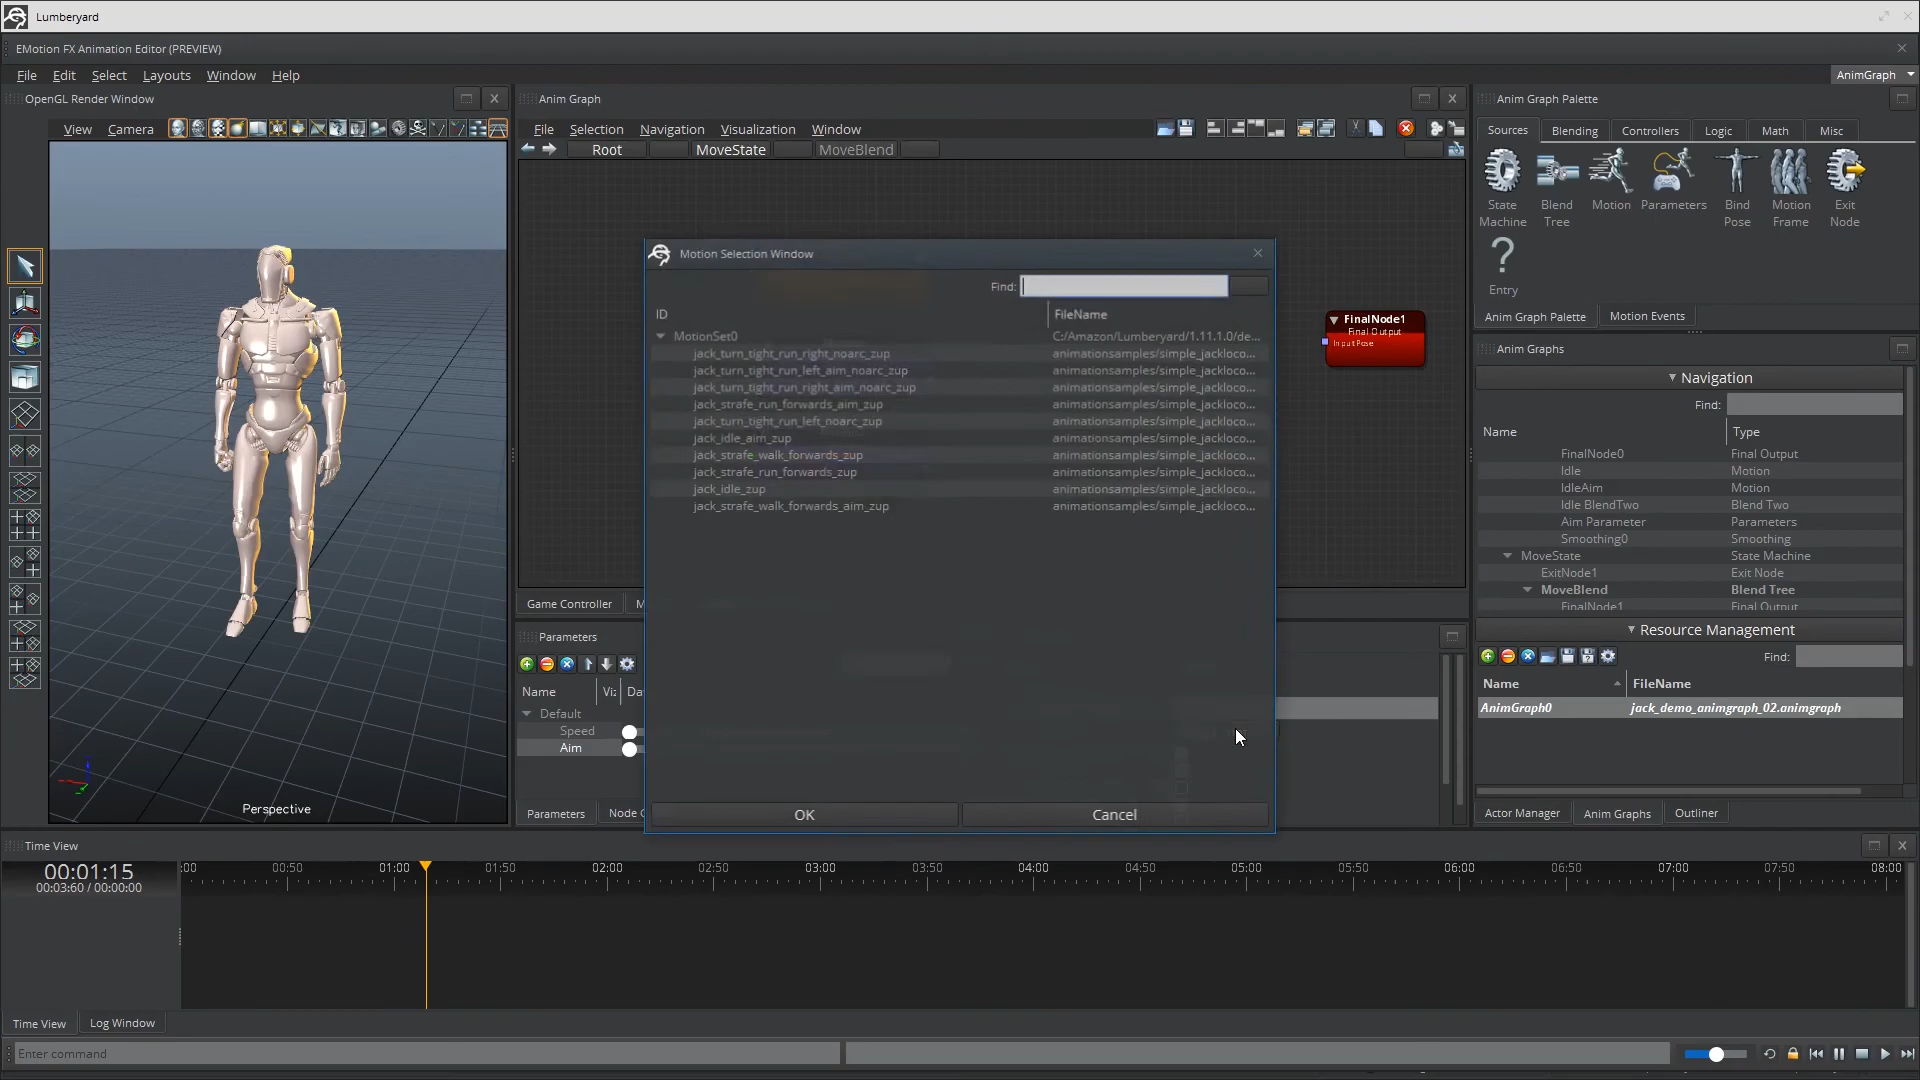 Lumberyard
EMotion FX Animation Editor (PREVIEW)
File Edit Select Layouts Window Help
AnimGraph
OpenGL Render Window
View Camera
Perspective
Anim Graph
File Selection Navigation Visualization Window
Root MoveState MoveBlend
FinalNode1
Final Output
Input Pose
Motion Selection Window
Find:
ID FileName
MotionSet0 C:/Amazon/Lumberyard/1.11.1.0/de...
jack_turn_tight_run_right_noarc_zup animationsamples/simple_jackloco...
jack_turn_tight_run_left_aim_noarc_zup animationsamples/simple_jackloco...
jack_turn_tight_run_right_aim_noarc_zup animationsamples/simple_jackloco...
jack_strafe_run_forwards_aim_zup animationsamples/simple_jackloco...
jack_turn_tight_run_left_noarc_zup animationsamples/simple_jackloco...
jack_idle_aim_zup animationsamples/simple_jackloco...
jack_strafe_walk_forwards_zup animationsamples/simple_jackloco...
jack_strafe_run_forwards_zup animationsamples/simple_jackloco...
jack_idle_zup animationsamples/simple_jackloco...
jack_strafe_walk_forwards_aim_zup animationsamples/simple_jackloco...
OK Cancel
Game Controller M
Parameters
Name Vi: Da
Default
Speed
Aim
Parameters Node
Anim Graph Palette
Sources Blending Controllers Logic Math Misc
State Machine
Blend Tree
Motion
Parameters
Bind Pose
Motion Frame
Exit Node
Entry
Anim Graph Palette Motion Events
Anim Graphs
Navigation
Find:
Name Type
FinalNode0 Final Output
Idle Motion
IdleAim Motion
Idle BlendTwo Blend Two
Aim Parameter Parameters
Smoothing0 Smoothing
MoveState State Machine
ExitNode1 Exit Node
MoveBlend Blend Tree
FinalNode1 Final Output
Resource Management
Find:
Name FileName
AnimGraph0 jack_demo_animgraph_02.animgraph
Actor Manager Anim Graphs Outliner
Time View
00:01:15
00:03:60 / 00:00:00
:00 00:50 01:00 01:50 02:00 02:50 03:00 03:50 04:00 04:50 05:00 05:50 06:00 06:50 07:00 07:50 08:00
Time View Log Window
Enter command